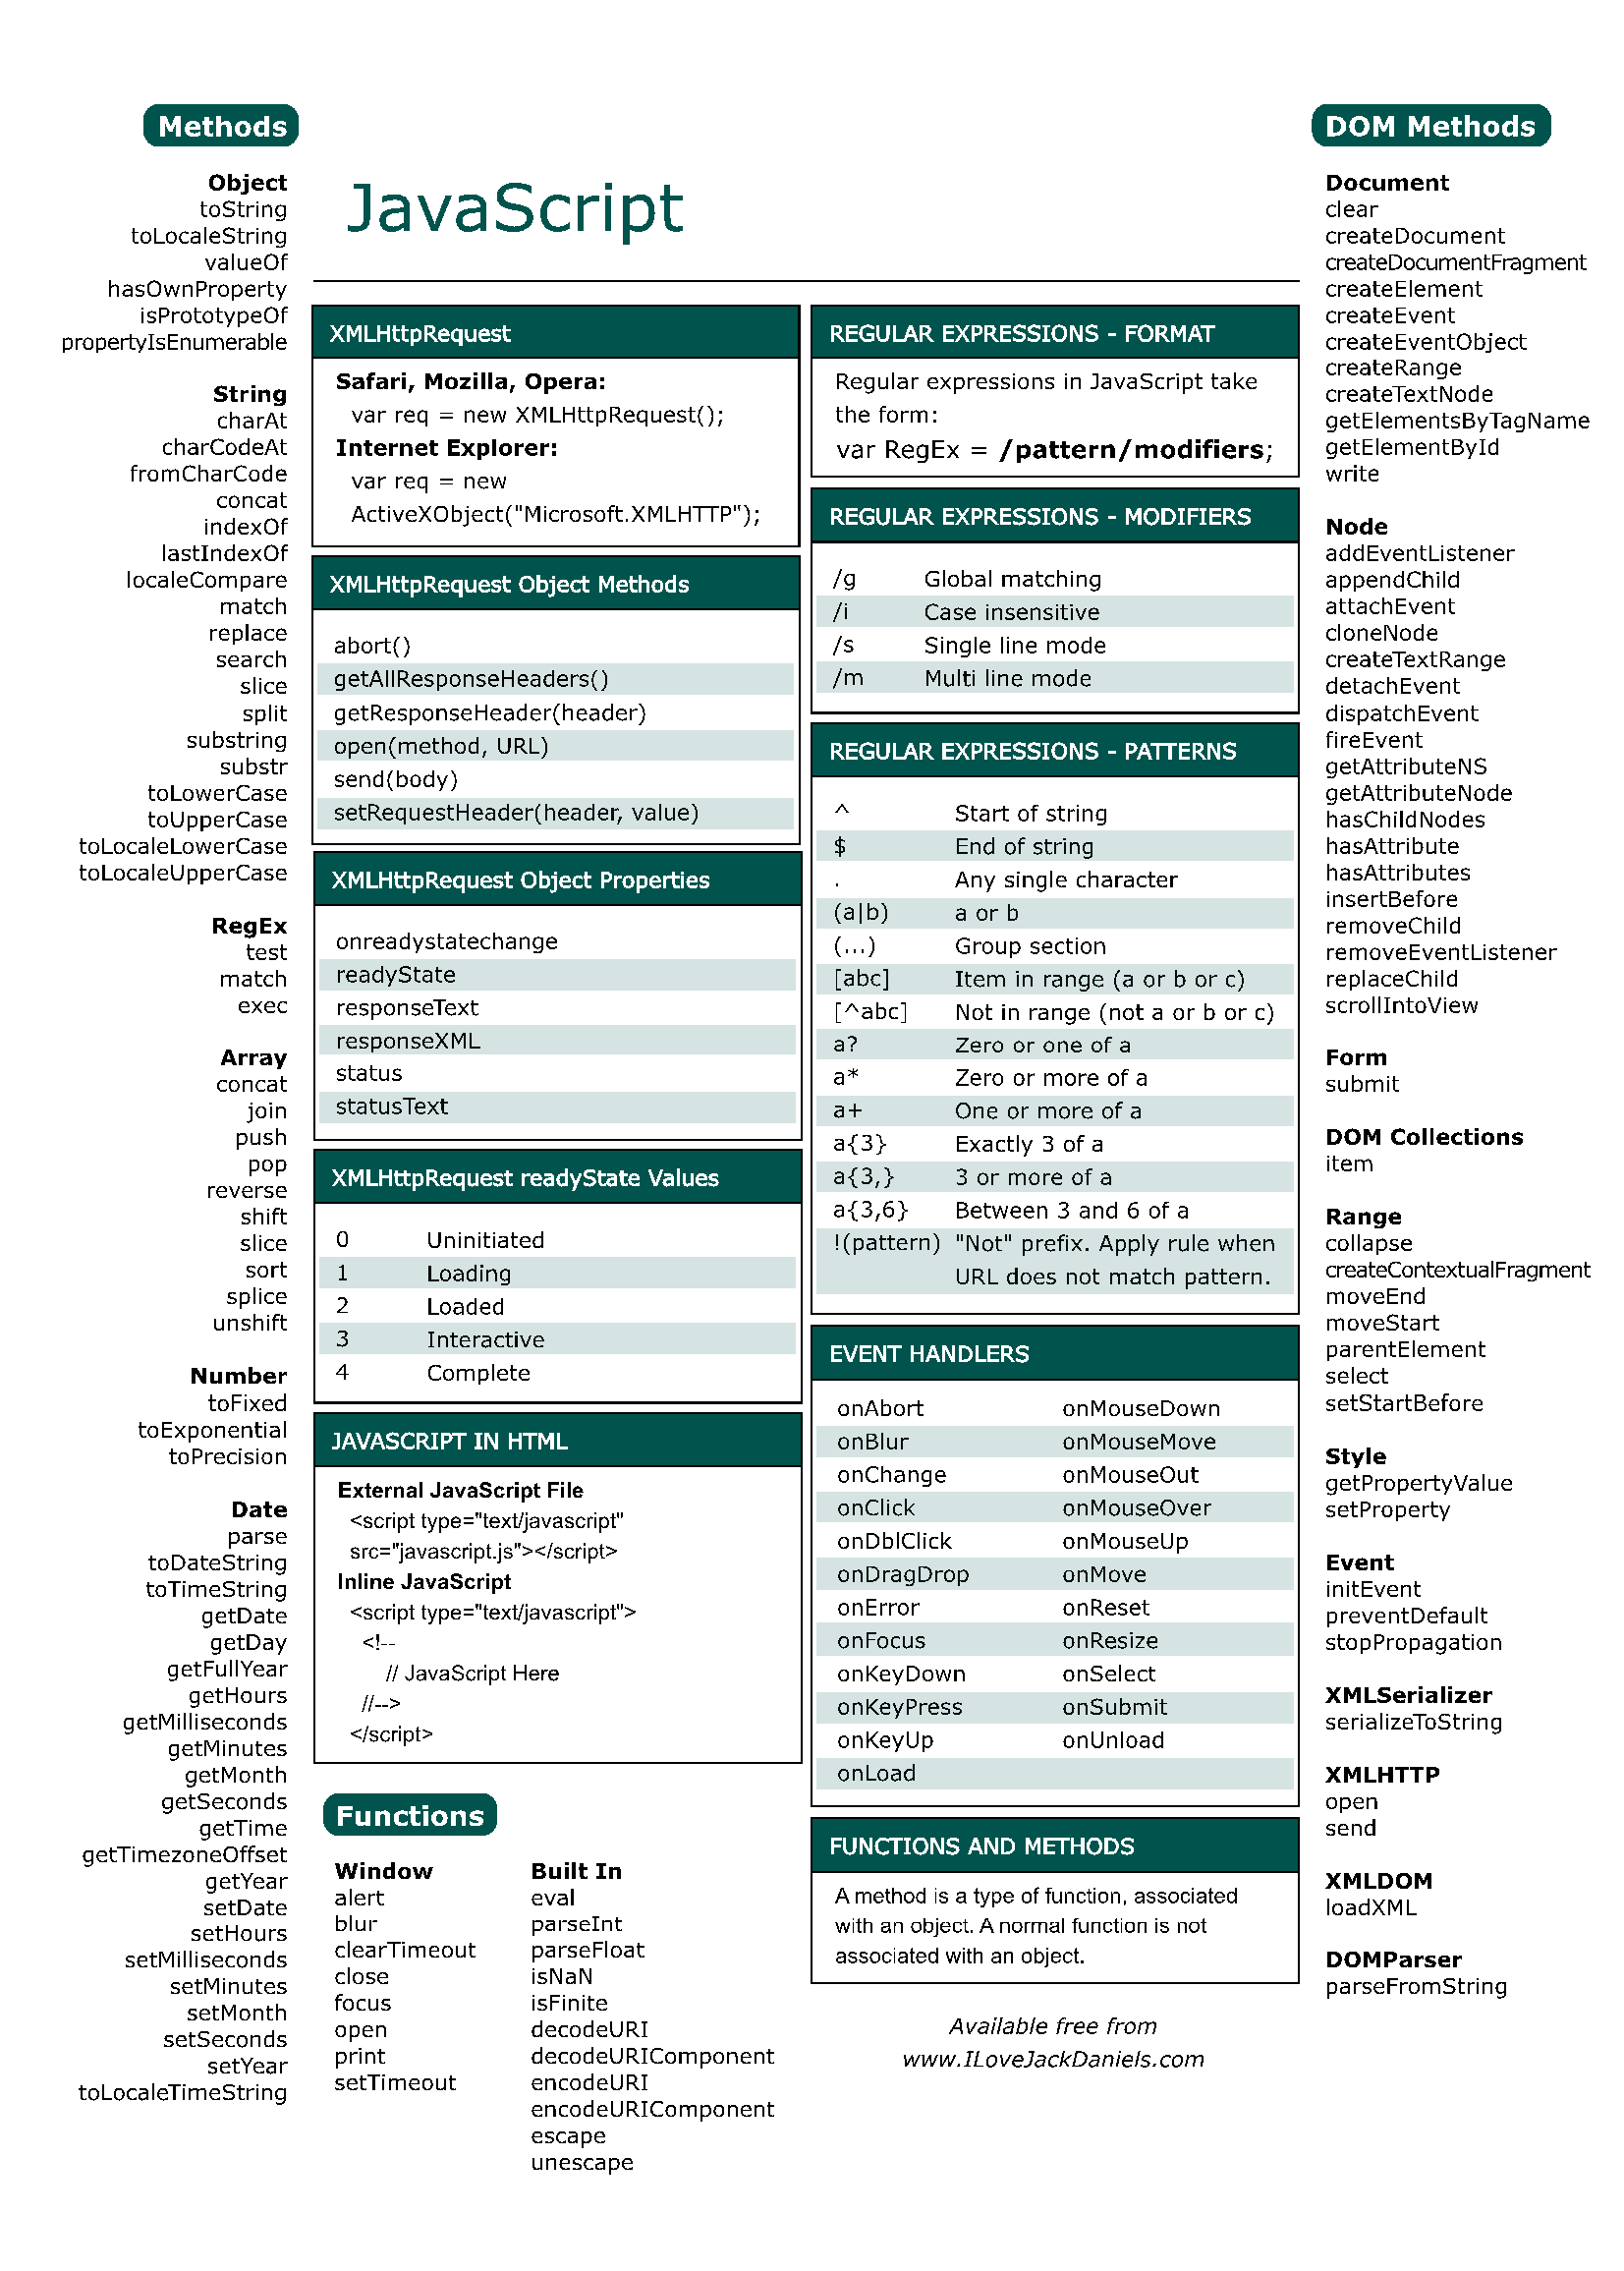 Methods
Object
toString
toLocaleString
valueOf
hasOwnProperty
isPrototypeOf
propertyIsEnumerable
String
charAt
charCodeAt
fromCharCode
concat
indexOf
lastIndexOf
localeCompare
match
replace
search
slice
split
substring
substr
toLowerCase
toUpperCase
toLocaleLowerCase
toLocaleUpperCase
RegEx
test
match
exec
Array
concat
join
push
pop
reverse
shift
slice
sort
splice
unshift
Number
toFixed
toExponential
toPrecision
Date
parse
toDateString
toTimeString
getDate
getDay
getFullYear
getHours
getMilliseconds
getMinutes
getMonth
getSeconds
getTime
getTimezoneOffset
getYear
setDate
setHours
setMilliseconds
setMinutes
setMonth
setSeconds
setYear
toLocaleTimeString
JavaScript
XMLHttpRequest
Safari, Mozilla, Opera:
var req = new XMLHttpRequest();
Internet Explorer:
var req = new
ActiveXObject("Microsoft.XMLHTTP");
XMLHttpRequest Object Methods
abort()
getAllResponseHeaders()
getResponseHeader(header)
open(method, URL)
send(body)
setRequestHeader(header, value)
XMLHttpRequest Object Properties
onreadystatechange
readyState
responseText
responseXML
status
statusText
XMLHttpRequest readyState Values
0 Uninitiated
1 Loading
2 Loaded
3 Interactive
4 Complete
JAVASCRIPT IN HTML
External JavaScript File
<script type="text/javascript"
src="javascript.js"></script>
Inline JavaScript
<script type="text/javascript">
<!--
// JavaScript Here
//-->
</script>
Functions
Window
alert
blur
clearTimeout
close
focus
open
print
setTimeout
Built In
eval
parseInt
parseFloat
isNaN
isFinite
decodeURI
decodeURIComponent
encodeURI
encodeURIComponent
escape
unescape
REGULAR EXPRESSIONS - FORMAT
Regular expressions in JavaScript take
the form:
var RegEx = /pattern/modifiers;
REGULAR EXPRESSIONS - MODIFIERS
/g Global matching
/i Case insensitive
/s Single line mode
/m Multi line mode
REGULAR EXPRESSIONS - PATTERNS
^ Start of string
$ End of string
. Any single character
(a|b) a or b
(...) Group section
[abc] Item in range (a or b or c)
[^abc] Not in range (not a or b or c)
a? Zero or one of a
a* Zero or more of a
a+ One or more of a
a{3} Exactly 3 of a
a{3,} 3 or more of a
a{3,6} Between 3 and 6 of a
!(pattern) "Not" prefix. Apply rule when
URL does not match pattern.
EVENT HANDLERS
onAbort onMouseDown
onBlur onMouseMove
onChange onMouseOut
onClick onMouseOver
onDblClick onMouseUp
onDragDrop onMove
onError onReset
onFocus onResize
onKeyDown onSelect
onKeyPress onSubmit
onKeyUp onUnload
onLoad
FUNCTIONS AND METHODS
A method is a type of function, associated
with an object. A normal function is not
associated with an object.
Available free from
www.ILoveJackDaniels.com
DOM Methods
Document
clear
createDocument
createDocumentFragment
createElement
createEvent
createEventObject
createRange
createTextNode
getElementsByTagName
getElementById
write
Node
addEventListener
appendChild
attachEvent
cloneNode
createTextRange
detachEvent
dispatchEvent
fireEvent
getAttributeNS
getAttributeNode
hasChildNodes
hasAttribute
hasAttributes
insertBefore
removeChild
removeEventListener
replaceChild
scrollIntoView
Form
submit
DOM Collections
item
Range
collapse
createContextualFragment
moveEnd
moveStart
parentElement
select
setStartBefore
Style
getPropertyValue
setProperty
Event
initEvent
preventDefault
stopPropagation
XMLSerializer
serializeToString
XMLHTTP
open
send
XMLDOM
loadXML
DOMParser
parseFromString